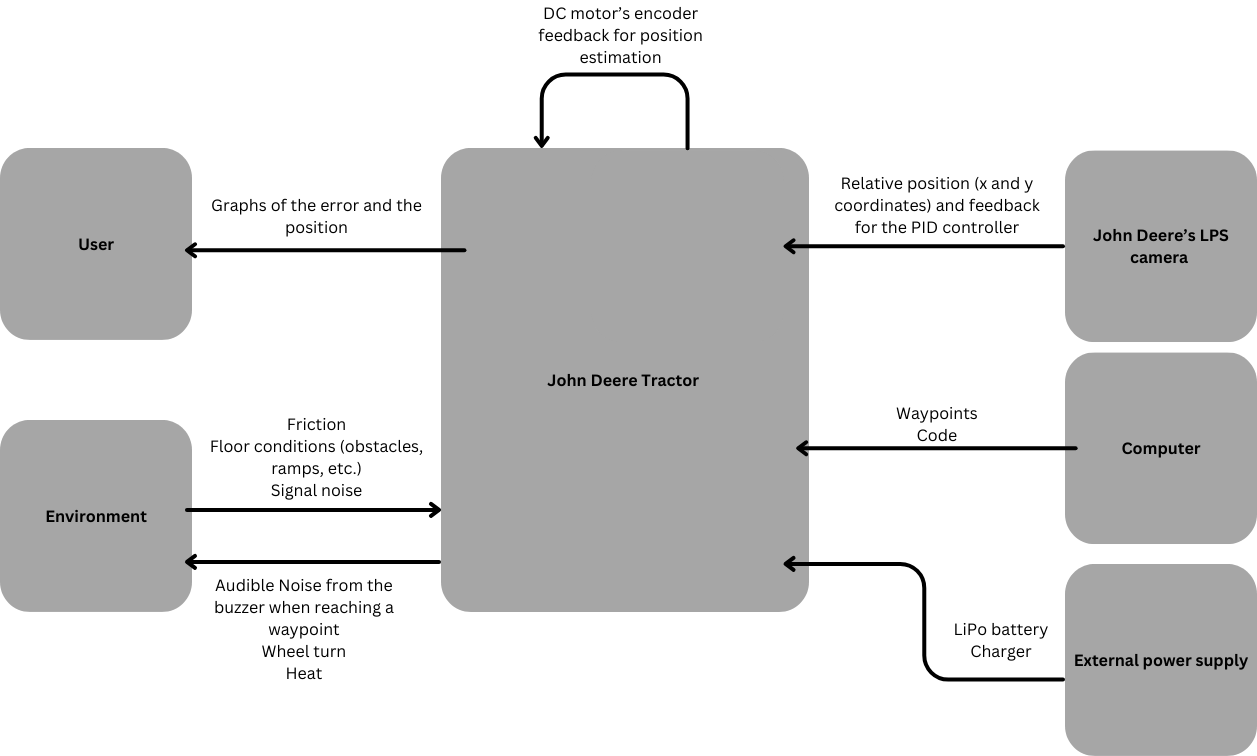 DC motor’s encoder
feedback for position
estimation
User
Graphs of the error and the
position
Relative position (x and y
coordinates) and feedback
for the PID controller
John Deere’s LPS
camera
John Deere Tractor
Environment
Friction
Floor conditions (obstacles,
ramps, etc.)
Signal noise
Audible Noise from the
buzzer when reaching a
waypoint
Wheel turn
Heat
Waypoints
Code
Computer
LiPo battery
Charger
External power supply